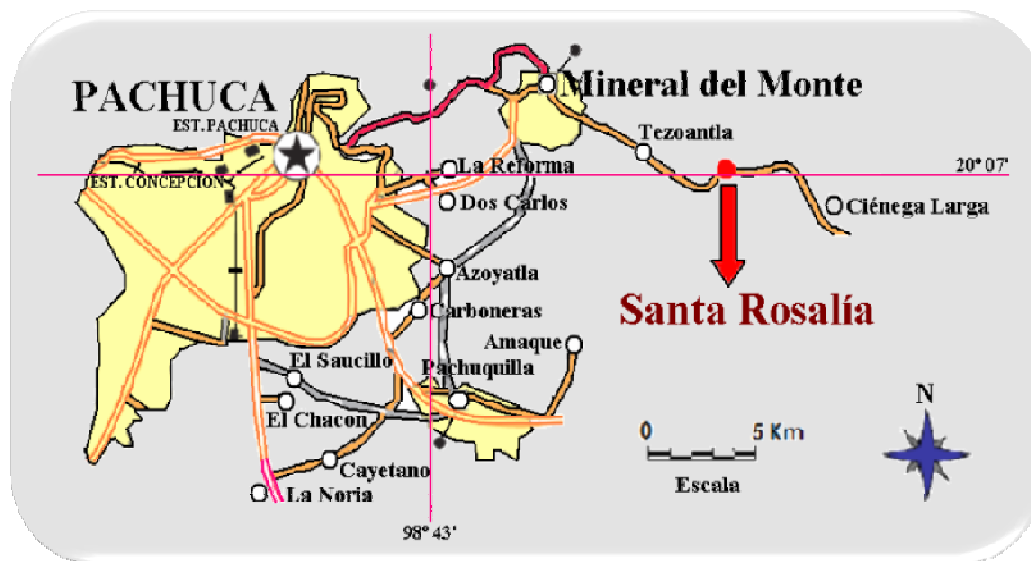 PACHUCA
Mineral del Monte
EST. PACHUCA
Tezoantla
La Reforma
20° 07'
EST. CONCEPCION
Dos Carlos
Ciénega Larga
Azoyatla
Santa Rosalía
Carboneras
Amaque
El Saucillo
Pachuquilla
N
El Chacon
0 5 Km
Cayetano
Escala
La Noria
98° 43'